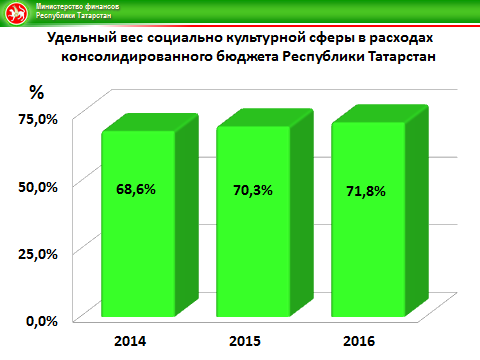 Министерство финансов
Республики Татарстан
Удельный вес социально культурной сферы в расходах
консолидированного бюджета Республики Татарстан
%
75,0%
50,0%
25,0%
0,0%
68,6%
70,3%
71,8%
2014
2015
2016